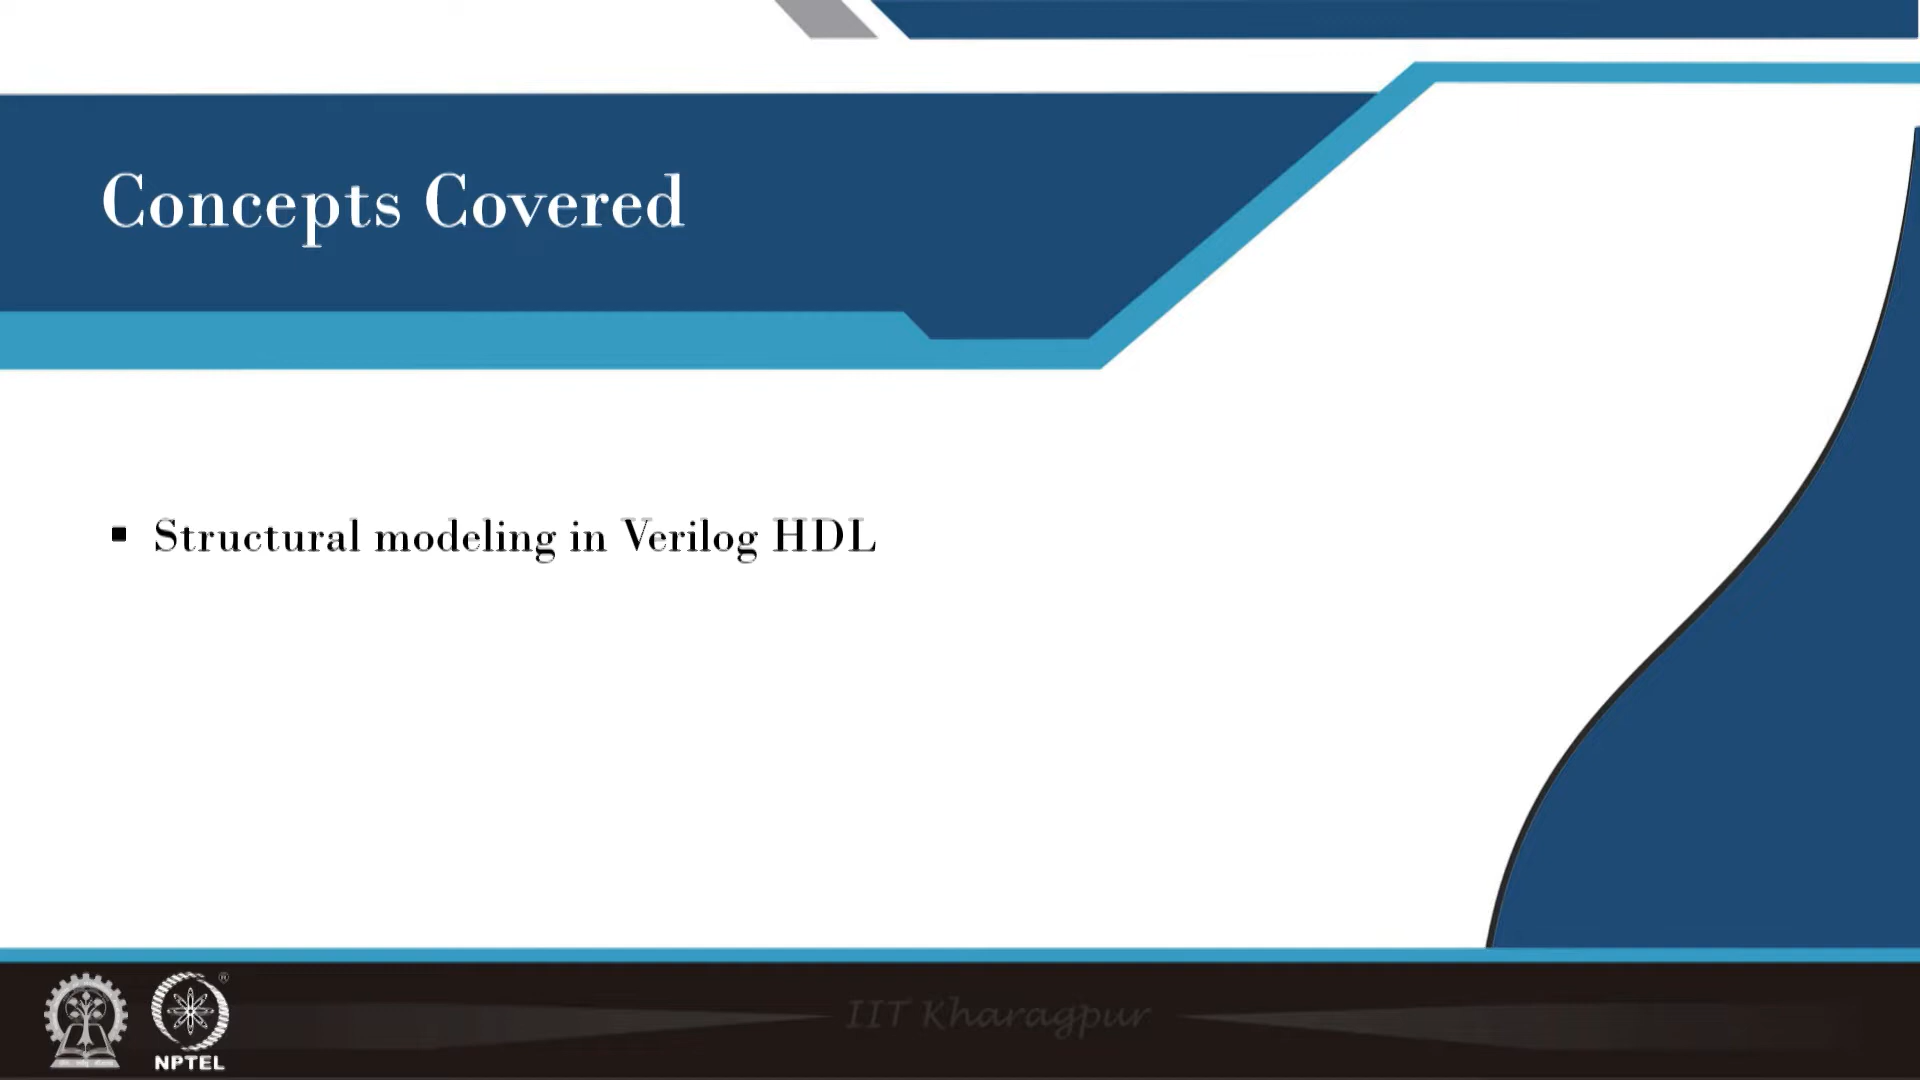 Concepts Covered
▪ Structural modeling in Verilog HDL
IIT Kharagpur
®
NPTEL